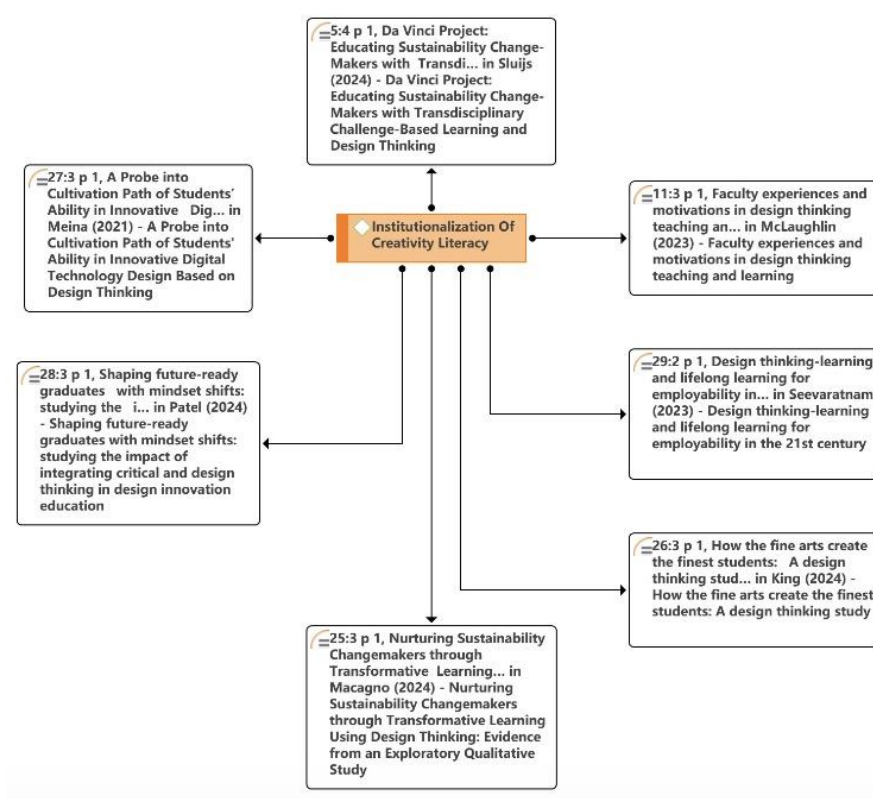 5:4 p 1, Da Vinci Project:
Educating Sustainability Change-
Makers with Transdi... in Sluijs
(2024) - Da Vinci Project:
Educating Sustainability Change-
Makers with Transdisciplinary
Challenge-Based Learning and
Design Thinking
27:3 p 1, A Probe into
Cultivation Path of Students'
Ability in Innovative Dig... in
Meina (2021) - A Probe into
Cultivation Path of Students'
Ability in Innovative Digital
Technology Design Based on
Design Thinking
Institutionalization Of
Creativity Literacy
11:3 p 1, Faculty experiences and
motivations in design thinking
teaching an... in McLaughlin
(2023) - Faculty experiences and
motivations in design thinking
teaching and learning
28:3 p 1, Shaping future-ready
graduates with mindset shifts:
studying the i... in Patel (2024)
- Shaping future-ready
graduates with mindset shifts:
studying the impact of
integrating critical and design
thinking in design innovation
education
29:2 p 1, Design thinking-learning
and lifelong learning for
employability in... in Seevaratnam
(2023) - Design thinking-learning
and lifelong learning for
employability in the 21st century
26:3 p 1, How the fine arts create
the finest students: A design
thinking stud... in King (2024) -
How the fine arts create the finest
students: A design thinking study
25:3 p 1, Nurturing Sustainability
Changemakers through
Transformative Learning... in
Macagno (2024) - Nurturing
Sustainability Changemakers
through Transformative Learning
Using Design Thinking: Evidence
from an Exploratory Qualitative
Study